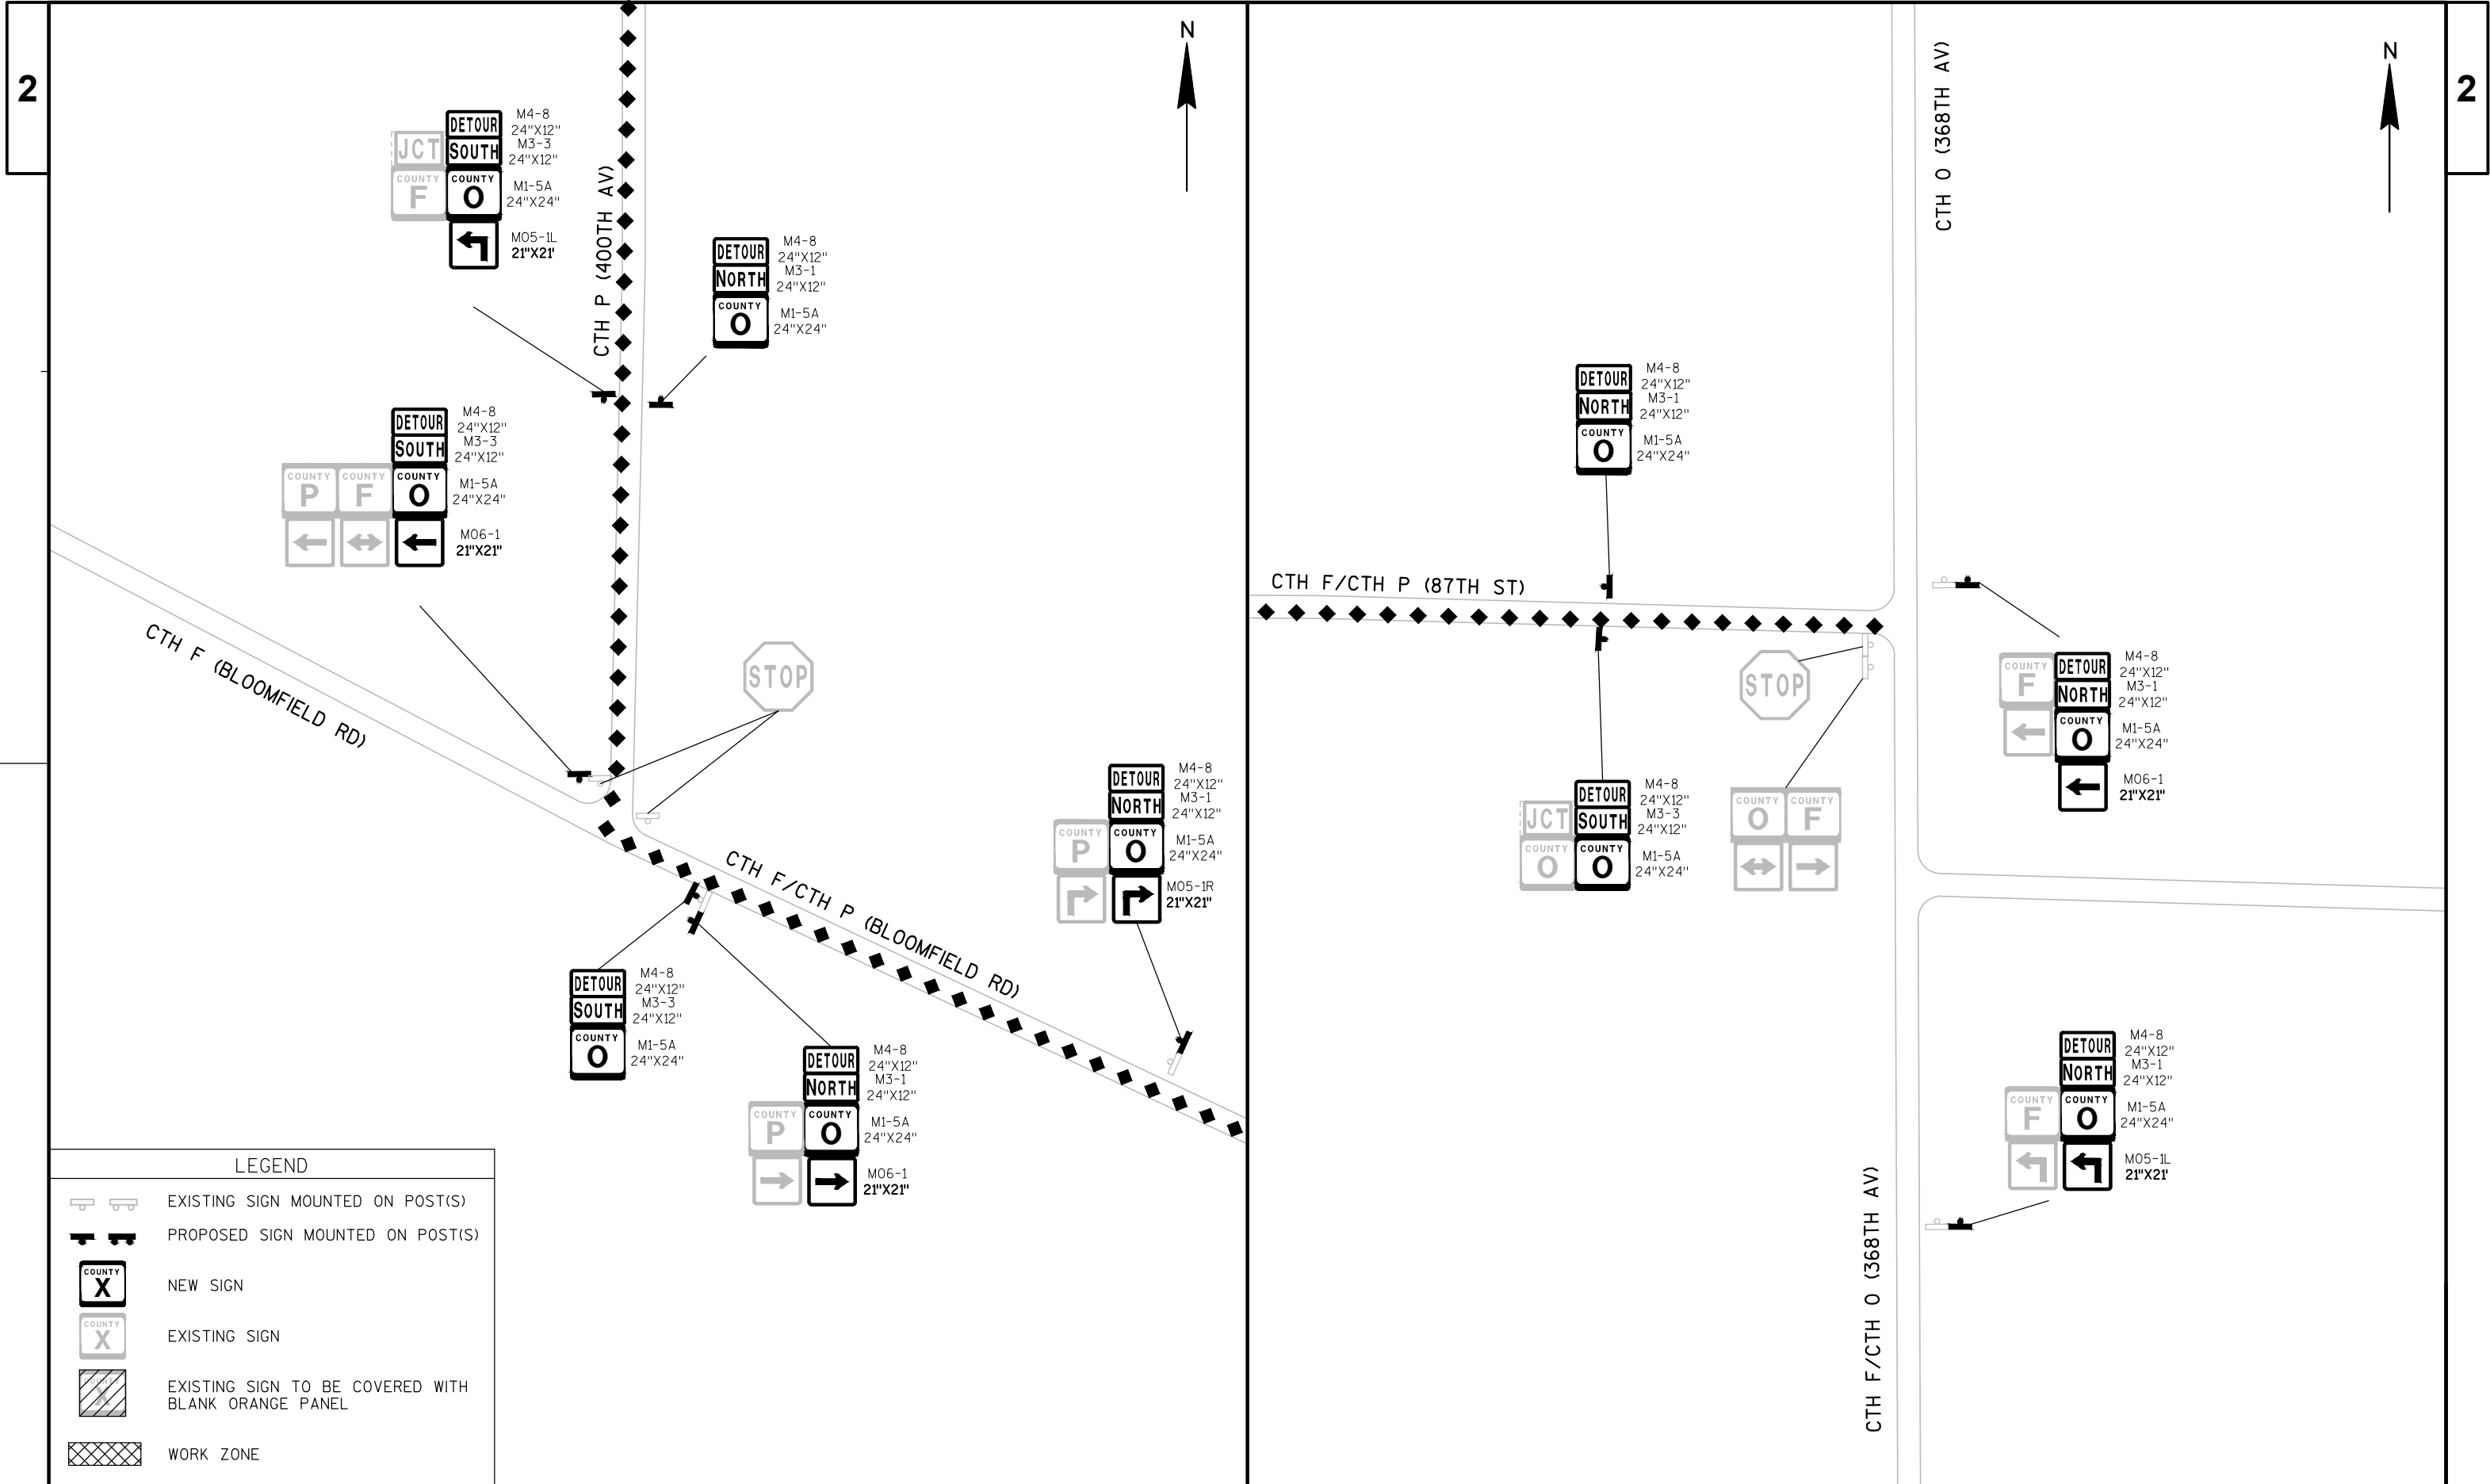 2
N
CTH P (400TH AV)
JCT
COUNTY
F
DETOUR
SOUTH
COUNTY
O
M4-8
24"X12"
M3-3
24"X12"
M1-5A
24"X24"
MO5-1L
21"X21'
DETOUR
NORTH
COUNTY
O
M4-8
24"X12"
M3-1
24"X12"
M1-5A
24"X24"
COUNTY
P
COUNTY
F
DETOUR
SOUTH
COUNTY
O
M4-8
24"X12"
M3-3
24"X12"
M1-5A
24"X24"
MO6-1
21"X21"
CTH F (BLOOMFIELD RD)
STOP
CTH F/CTH P (BLOOMFIELD RD)
COUNTY
P
DETOUR
NORTH
COUNTY
O
M4-8
24"X12"
M3-1
24"X12"
M1-5A
24"X24"
MO5-1R
21"X21"
DETOUR
SOUTH
COUNTY
O
M4-8
24"X12"
M3-3
24"X12"
M1-5A
24"X24"
COUNTY
P
DETOUR
NORTH
COUNTY
O
M4-8
24"X12"
M3-1
24"X12"
M1-5A
24"X24"
MO6-1
21"X21"
LEGEND
EXISTING SIGN MOUNTED ON POST(S)
PROPOSED SIGN MOUNTED ON POST(S)
COUNTY
X
NEW SIGN
COUNTY
X
EXISTING SIGN
COUNTY
X
EXISTING SIGN TO BE COVERED WITH
BLANK ORANGE PANEL
WORK ZONE
N
2
CTH O (368TH AV)
DETOUR
NORTH
COUNTY
O
M4-8
24"X12"
M3-1
24"X12"
M1-5A
24"X24"
CTH F/CTH P (87TH ST)
STOP
JCT
COUNTY
O
DETOUR
SOUTH
COUNTY
O
M4-8
24"X12"
M3-3
24"X12"
M1-5A
24"X24"
COUNTY
O
COUNTY
F
COUNTY
F
DETOUR
NORTH
COUNTY
O
M4-8
24"X12"
M3-1
24"X12"
M1-5A
24"X24"
MO6-1
21"X21"
COUNTY
F
DETOUR
NORTH
COUNTY
O
M4-8
24"X12"
M3-1
24"X12"
M1-5A
24"X24"
MO5-1L
21"X21'
CTH F/CTH O (368TH AV)